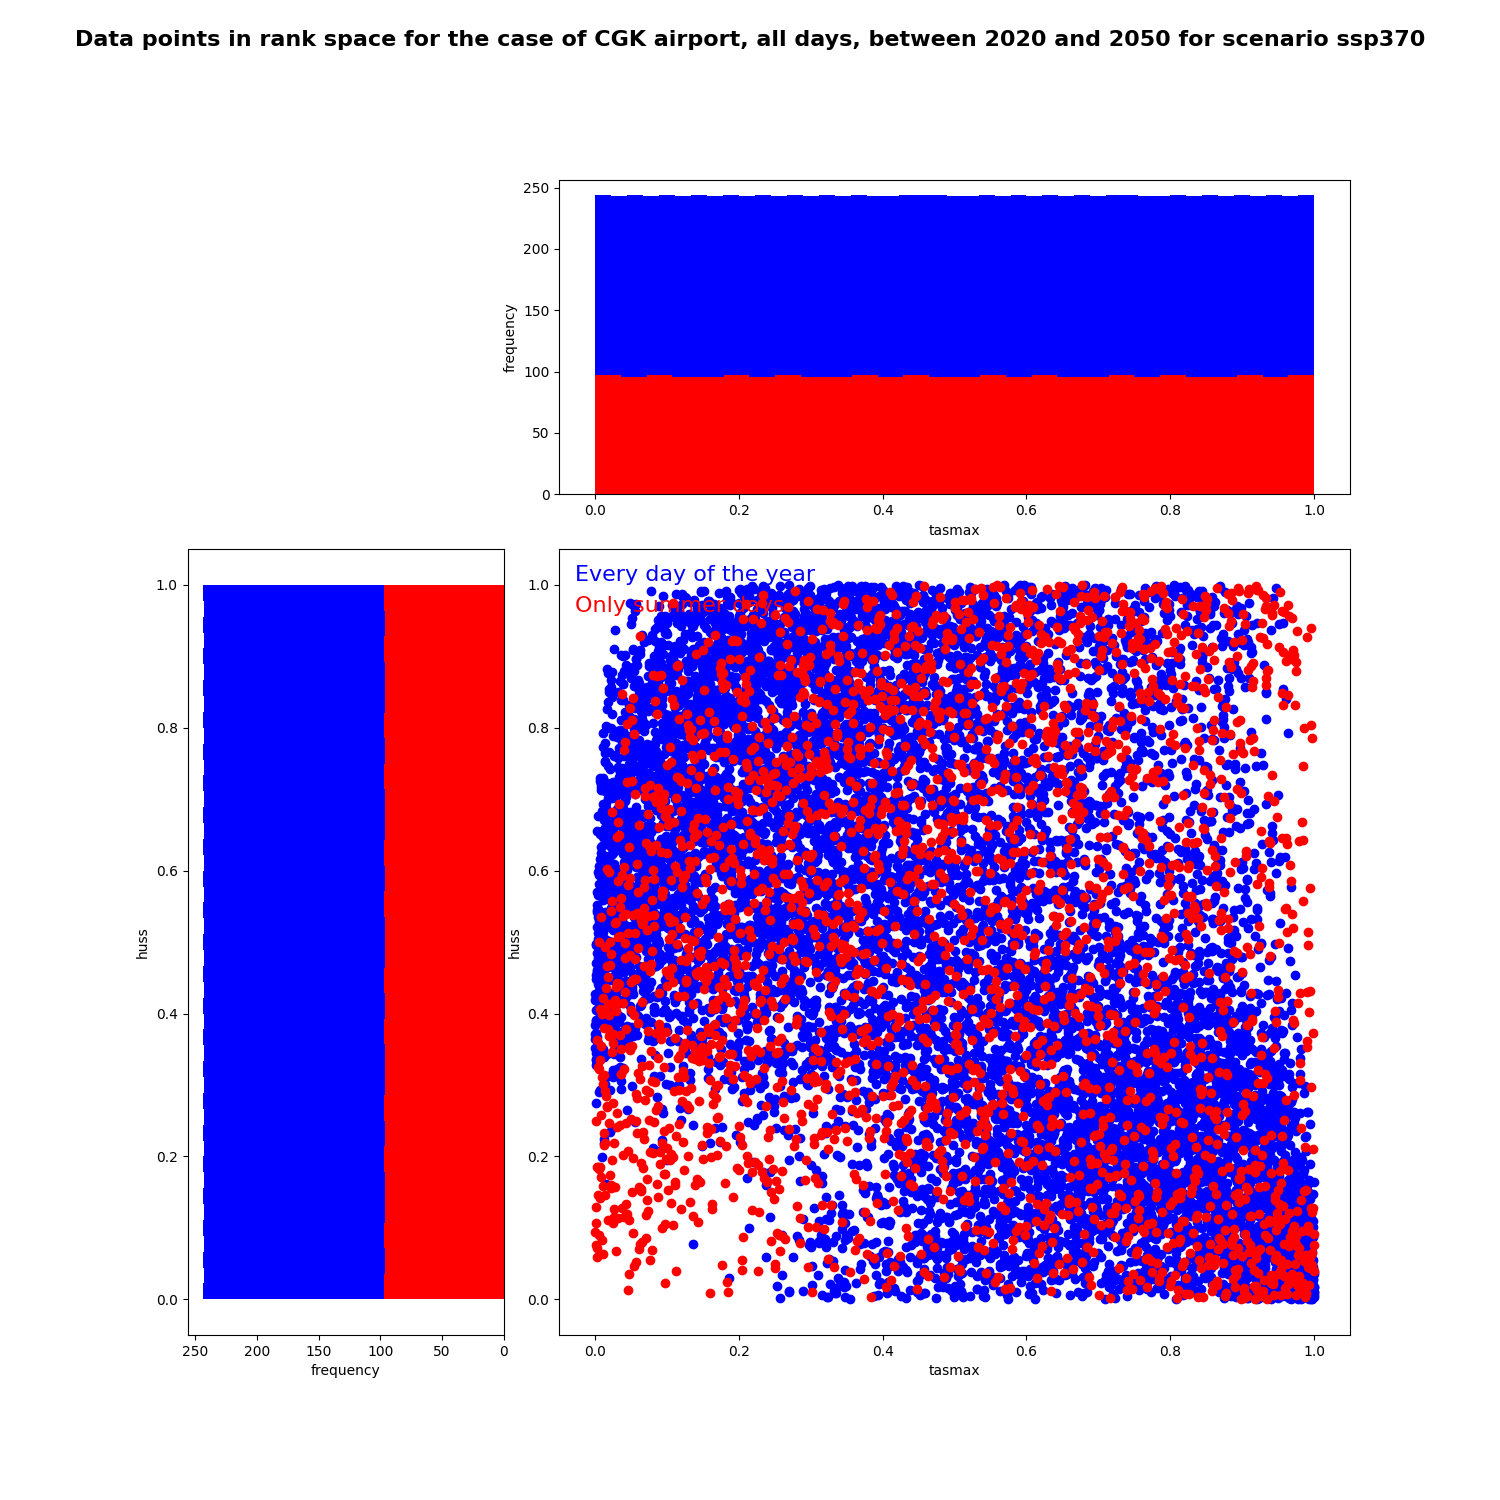 Data points in rank space for the case of CGK airport, all days, between 2020 and 2050 for scenario ssp370
250
200
150
100
50
0
frequency
0.0 0.2 0.4 0.6 0.8 1.0
tasmax
1.0
0.8
0.6
0.4
0.2
0.0
huss
250 200 150 100 50 0
frequency
Every day of the year
Only summer days
1.0
0.8
0.6
0.4
0.2
0.0
huss
0.0 0.2 0.4 0.6 0.8 1.0
tasmax